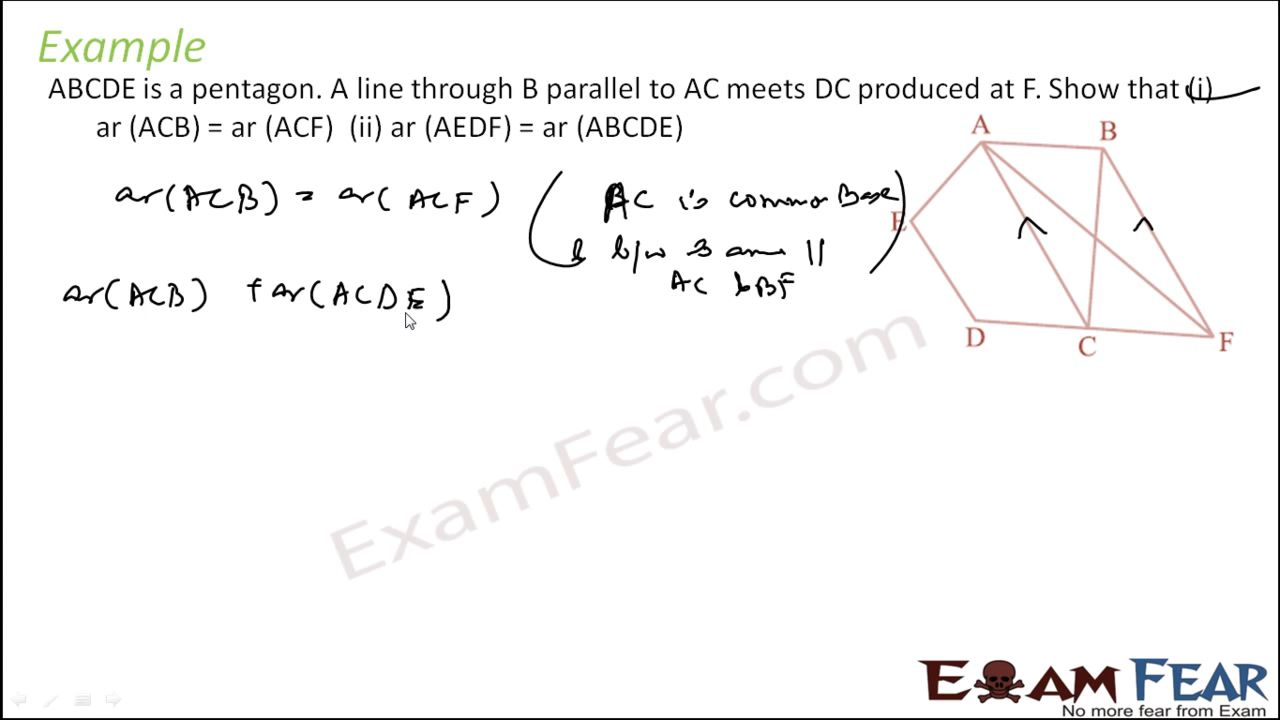 Example
ABCDE is a pentagon. A line through B parallel to AC meets DC produced at F. Show that (i)
ar (ACB) = ar (ACF) (ii) ar (AEDF) = ar (ABCDE)
A B
ar(ACB) = ar(ACF) ( AC is common Base )
E
& b/w same ||
AC & BF
ar(ACB) + ar(ACDE)
D C F
ExamFear.com
EXAM FEAR
No more fear from Exam